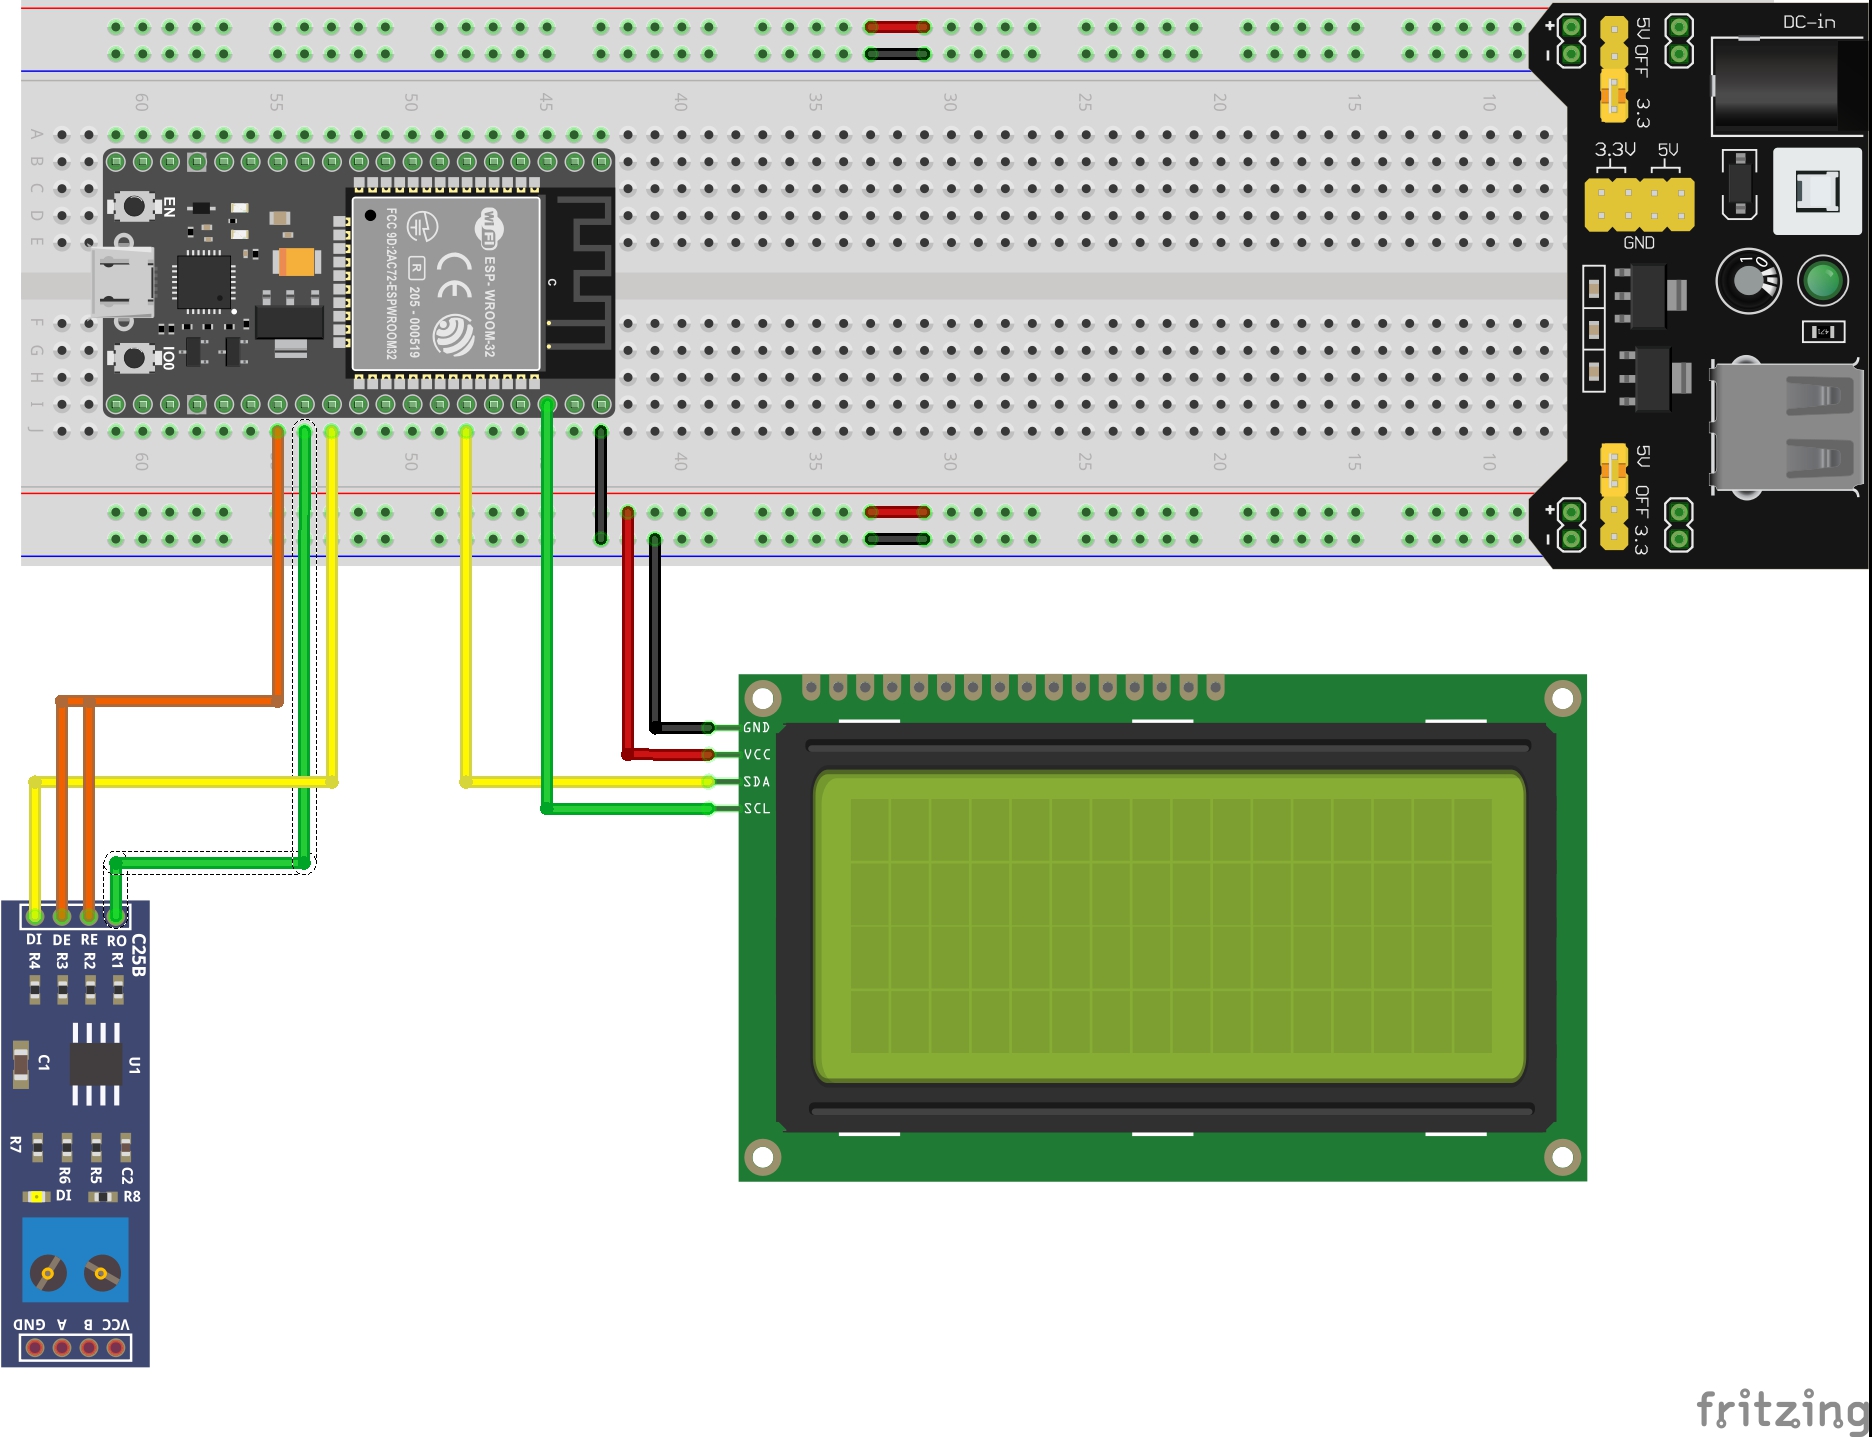 DC-in
+
-
5V
OFF
3.3
60
55
50
45
40
35
30
25
20
15
10
A
B
C
D
E
F
G
H
I
J
3.3V
5V
GND
10
EN
IO0
FCC 9D:2AC72-ESPWROOM32
R
205 - 000519
CE
WiFi
ESP- WROOM-32
C
60
50
40
35
30
25
20
15
10
5V
OFF
3.3
+
-
GND
VCC
SDA
SCL
DI
DE
RE
RO
C25B
R4
R3
R2
R1
C1
U1
R7
R6
R5
C2
DI
R8
GND
A
B
VCC
fritzing